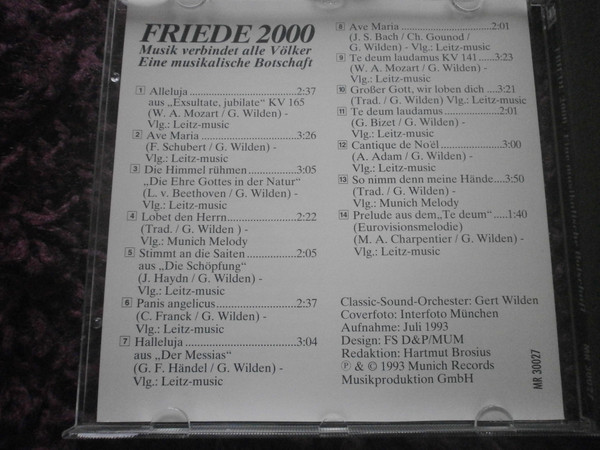 FRIEDE 2000
Musik verbindet alle Völker
Eine musikalische Botschaft
1 Alleluja ..................2:37
aus „Exsultate, jubilate“ KV 165
(W. A. Mozart / G. Wilden) -
Vlg.: Leitz-music
2 Ave Maria ..................3:26
(F. Schubert / G. Wilden) -
Vlg.: Leitz-music
3 Die Himmel rühmen ............3:05
„Die Ehre Gottes in der Natur“
(L. v. Beethoven / G. Wilden) -
Vlg.: Leitz-music
4 Lobet den Herrn..................2:22
(Trad. / G. Wilden ) -
Vlg.: Munich Melody
5 Stimmt an die Saiten ............2:05
aus „Die Schöpfung“
(J. Haydn / G. Wilden) -
Vlg.: Leitz-music
6 Panis angelicus ..................2:37
(C. Franck / G. Wilden) -
Vlg.: Leitz-music
7 Halleluja ..................3:04
aus „Der Messias“
(G. F. Händel / G. Wilden) -
Vlg.: Leitz-music
8 Ave Maria ..................2:01
(J. S. Bach / Ch. Gounod /
G. Wilden) - Vlg.: Leitz-music
9 Te deum laudamus KV 141 ......3:23
(W. A. Mozart / G. Wilden) -
Vlg.: Leitz-music
10 Großer Gott, wir loben dich ....3:21
(Trad. / G. Wilden) Vlg.: Leitz-music
11 Te deum laudamus..................2:01
(G. Bizet / G. Wilden) -
Vlg.: Leitz-music
12 Cantique de Noël..................3:00
(A. Adam / G. Wilden) -
Vlg.: Leitz-music
13 So nimm denn meine Hände...3:50
(Trad. / G. Wilden) -
Vlg.: Munich Melody
14 Prelude aus dem„Te deum“ .....1:40
(Eurovisionsmelodie)
(M. A. Charpentier / G. Wilden) -
Vlg.: Leitz-music
Classic-Sound-Orchester: Gert Wilden
Coverfoto: Interfoto München
Aufnahme: Juli 1993
Design: FS D&P/MUM
Redaktion: Hartmut Brosius
Ⓟ & © 1993 Munich Records
Musikproduktion GmbH
MR 30027